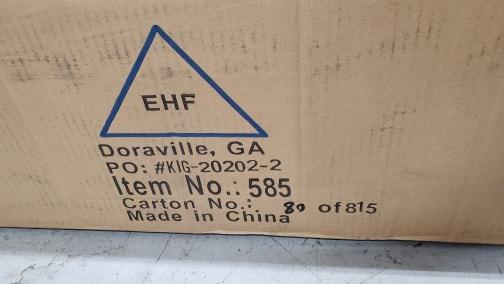 EHF
Doraville, GA
PO: #KIG-20202-2
Item No.: 585
Carton No.: 80 of 815
Made in China